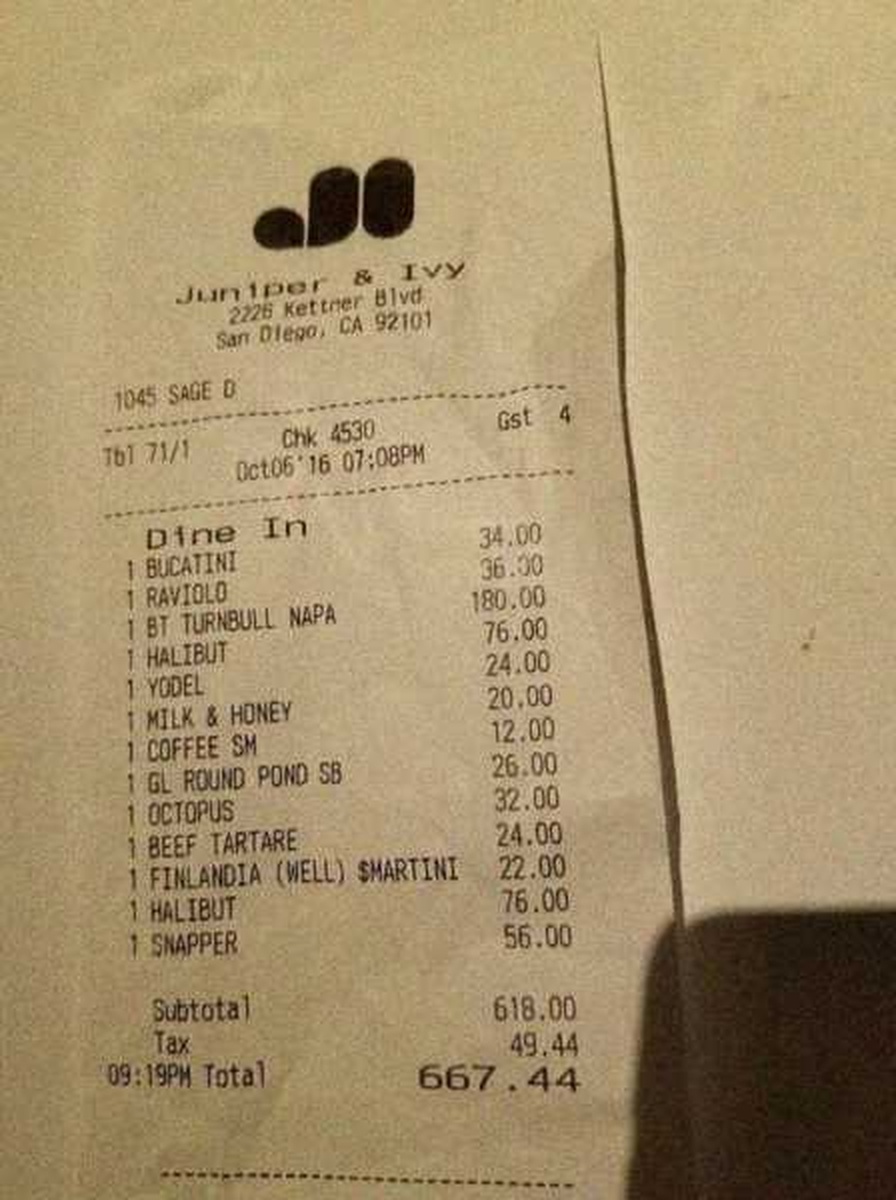 Juniper & Ivy
2226 Kettner Blvd
San Diego, CA 92101
1045 SAGE D
Tbl 71/1 Chk 4530 Gst 4
Oct06'16 07:08PM
Dine In
1 BUCATINI 34.00
1 RAVIOLO 36.00
1 BT TURNBULL NAPA 180.00
1 HALIBUT 76.00
1 YODEL 24.00
1 MILK & HONEY 20.00
1 COFFEE SM 12.00
1 GL ROUND POND SB 26.00
1 OCTOPUS 32.00
1 BEEF TARTARE 24.00
1 FINLANDIA (WELL) $MARTINI 22.00
1 HALIBUT 76.00
1 SNAPPER 56.00
Subtotal 618.00
Tax 49.44
09:19PM Total 667.44